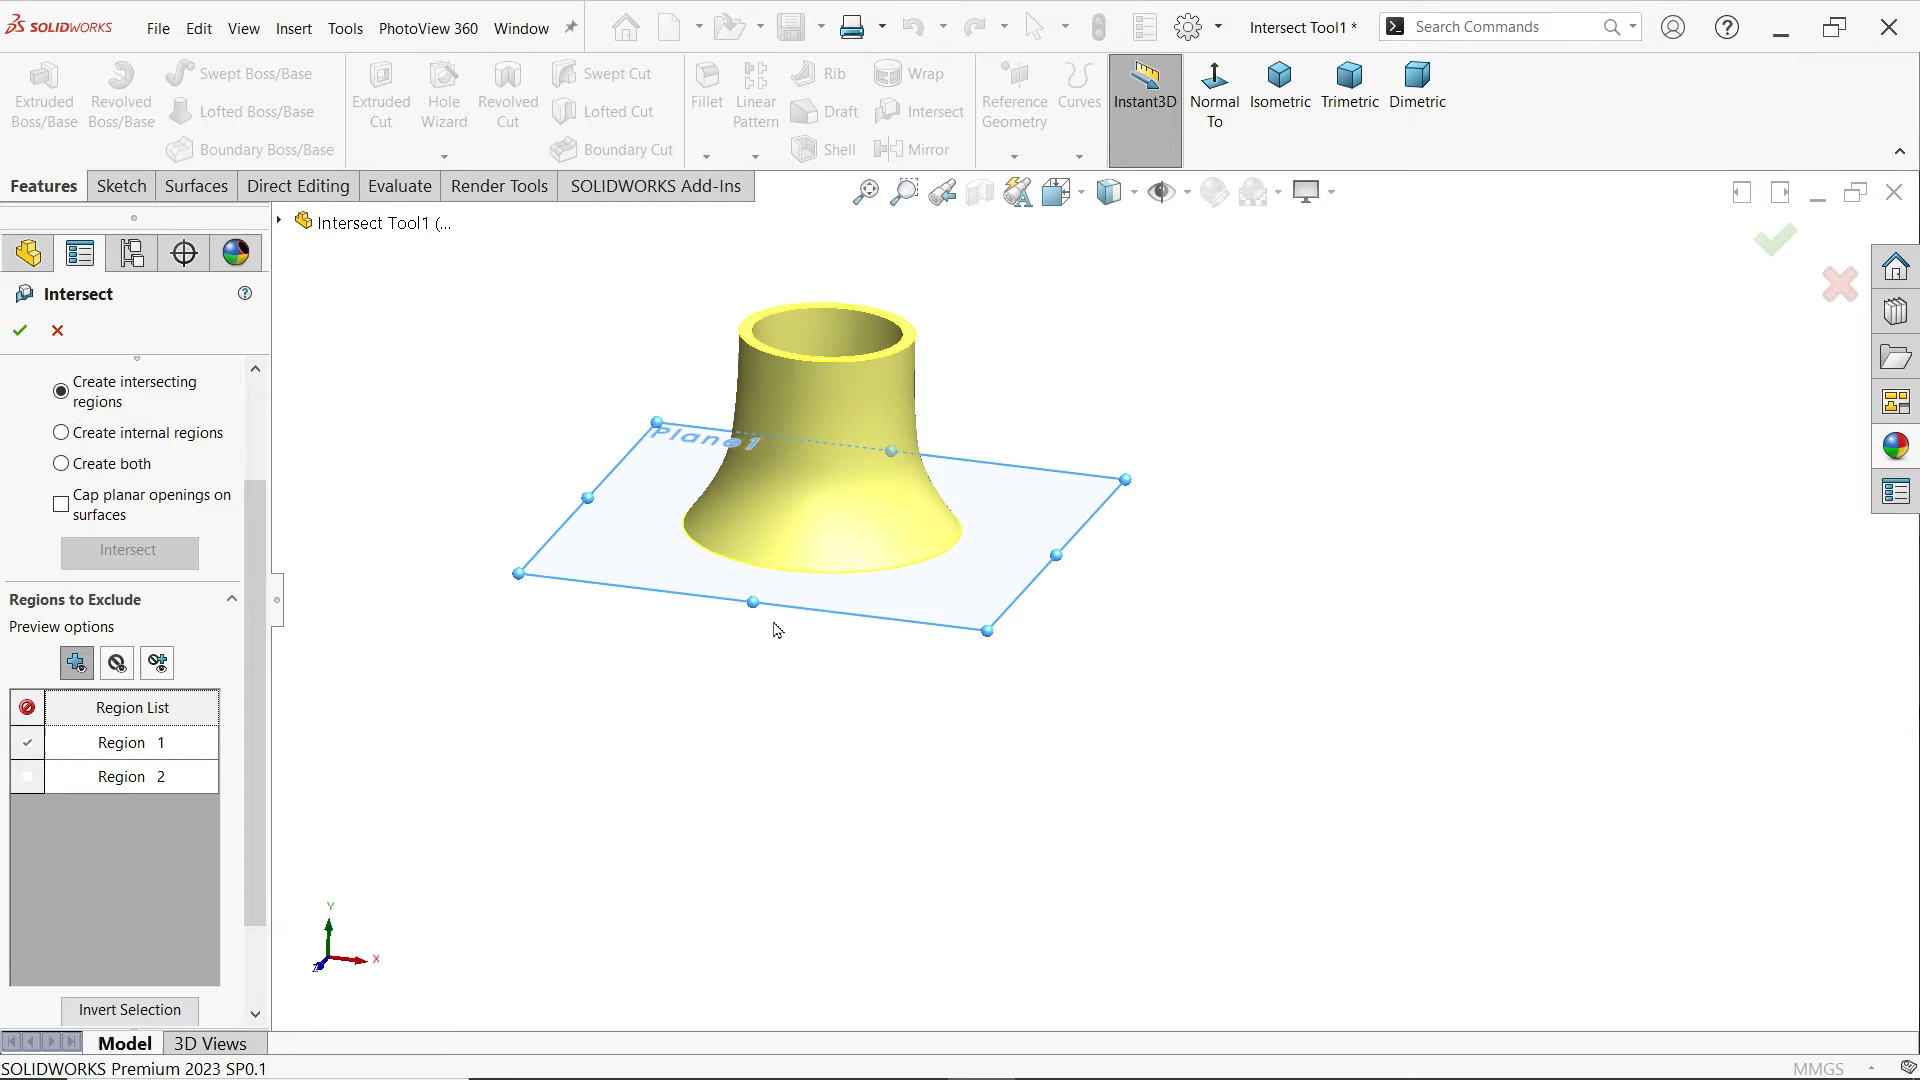 SOLIDWORKS File Edit View Insert Tools PhotoView 360 Window Intersect Tool1 * Search Commands
Extruded Boss/Base
Revolved Boss/Base
Swept Boss/Base
Lofted Boss/Base
Boundary Boss/Base
Extruded Cut
Hole Wizard
Revolved Cut
Swept Cut
Lofted Cut
Boundary Cut
Fillet
Linear Pattern
Rib
Draft
Shell
Wrap
Intersect
Mirror
Reference Geometry
Curves
Instant3D
Normal To
Isometric
Trimetric
Dimetric
Features Sketch Surfaces Direct Editing Evaluate Render Tools SOLIDWORKS Add-Ins
Intersect Tool1 (...
Intersect
Create intersecting
regions
Create internal regions
Create both
Cap planar openings on
surfaces
Intersect
Regions to Exclude
Preview options
Region List
Region 1
Region 2
Invert Selection
Plane1
Y
X
Z
Model 3D Views
SOLIDWORKS Premium 2023 SP0.1 MMGS